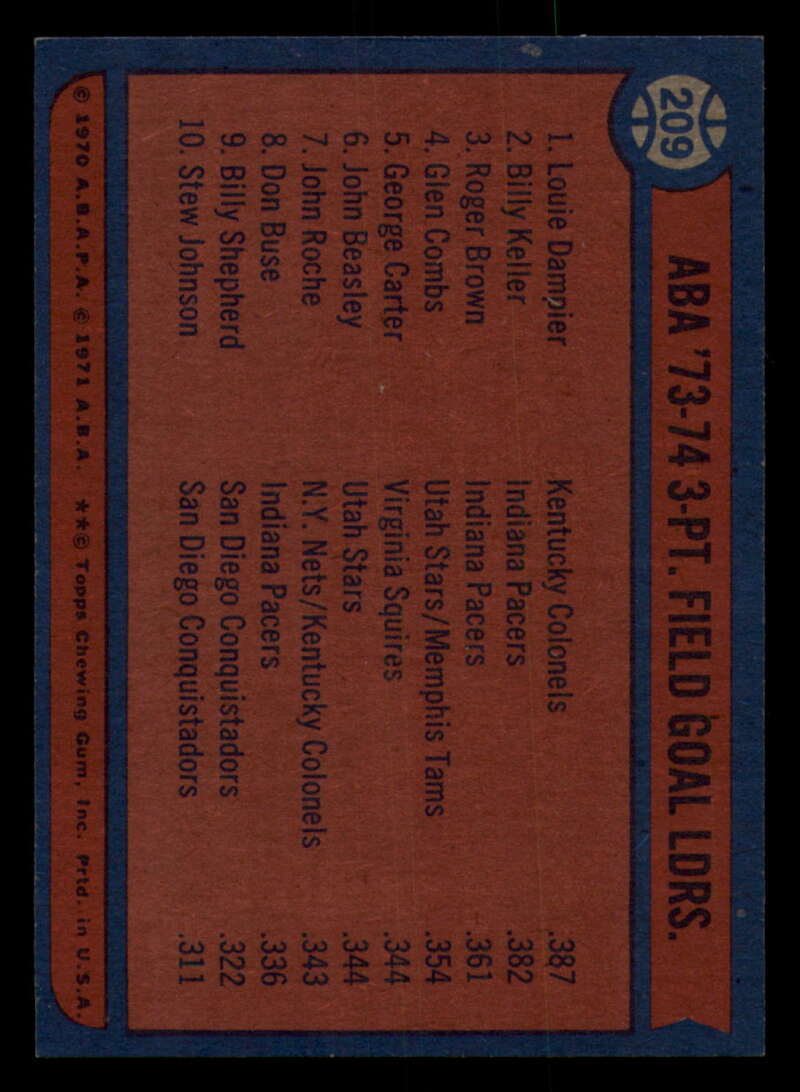 209
ABA '73-74 3-PT. FIELD GOAL LDRS.
1. Louie Dampier Kentucky Colonels .387
2. Billy Keller Indiana Pacers .382
3. Roger Brown Indiana Pacers .361
4. Glen Combs Utah Stars/Memphis Tams .354
5. George Carter Virginia Squires .344
6. John Beasley Utah Stars .344
7. John Roche N.Y. Nets/Kentucky Colonels .343
8. Don Buse Indiana Pacers .336
9. Billy Shepherd San Diego Conquistadors .322
10. Stew Johnson San Diego Conquistadors .311
© 1970 A.B.A.P.A. © 1971 A.B.A. ★★© Topps Chewing Gum, Inc. Prtd. in U.S.A.